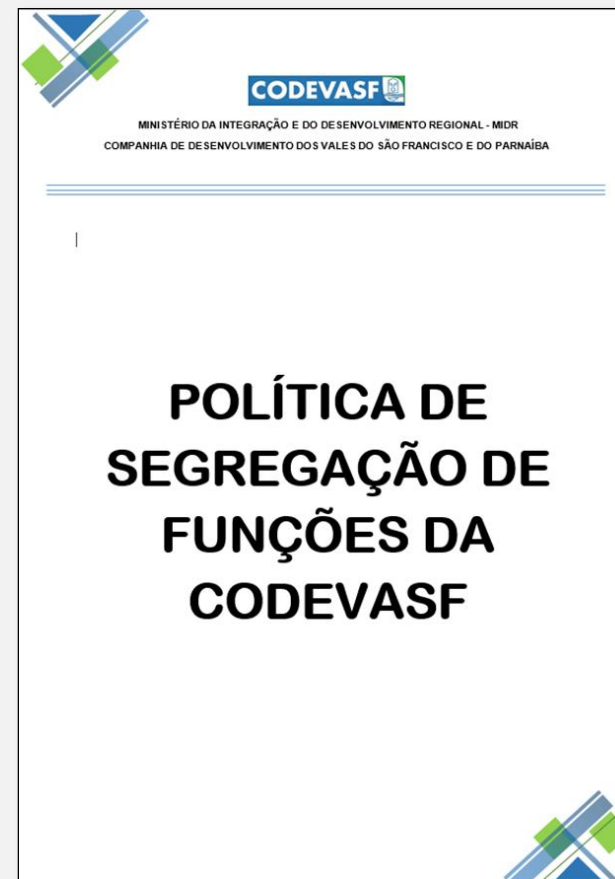 CODEVASF
MINISTÉRIO DA INTEGRAÇÃO E DO DESENVOLVIMENTO REGIONAL - MIDR
COMPANHIA DE DESENVOLVIMENTO DOS VALES DO SÃO FRANCISCO E DO PARNAÍBA
POLÍTICA DE
SEGREGAÇÃO DE
FUNÇÕES DA
CODEVASF